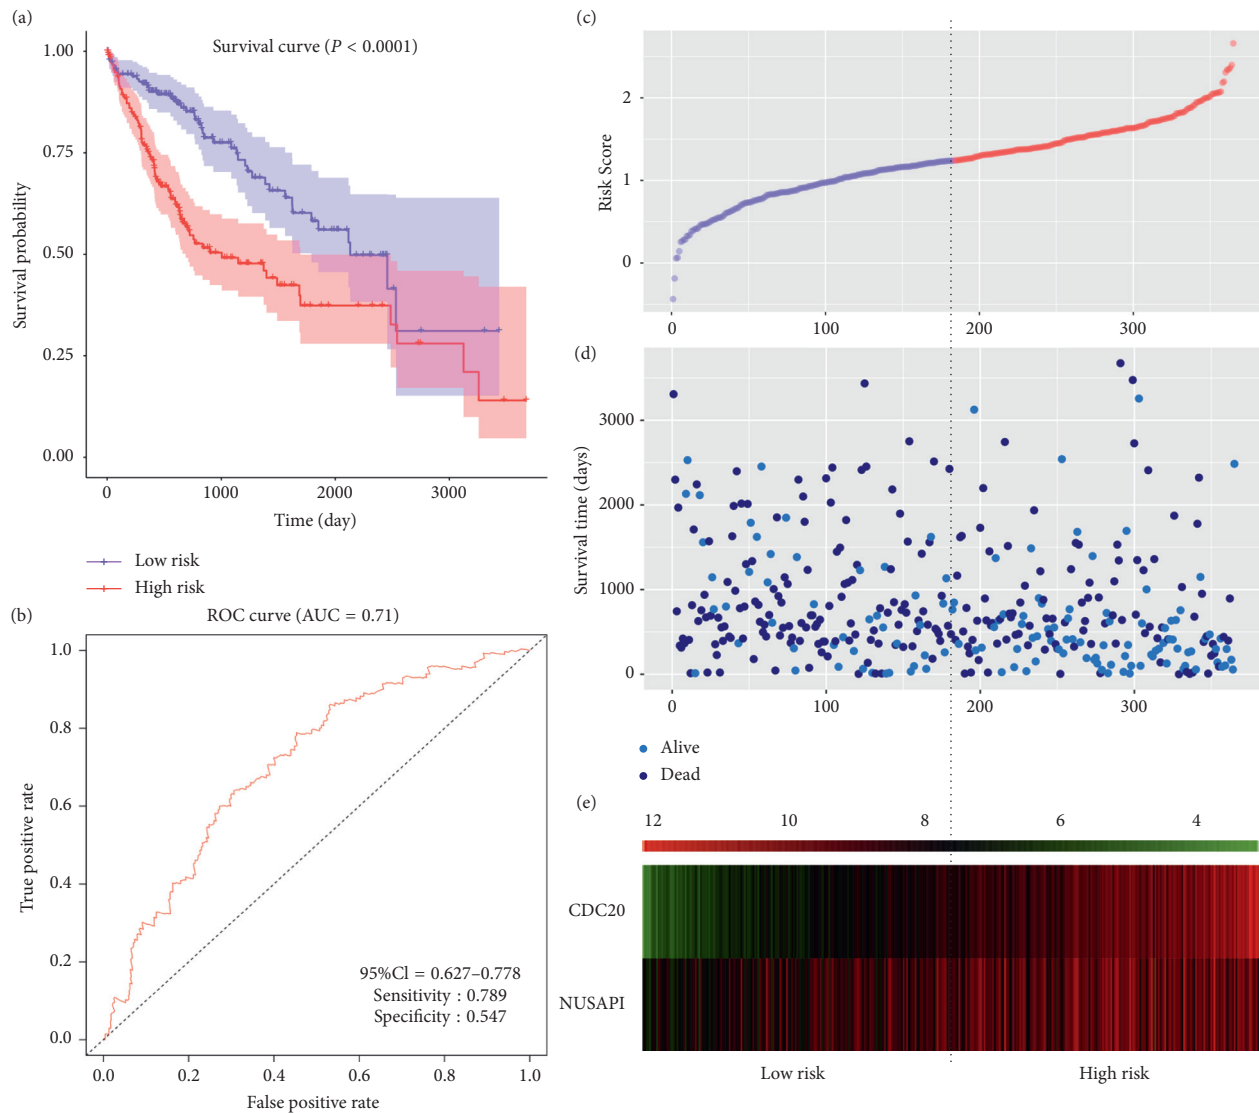 (a)
Survival curve (P < 0.0001)
1.00
0.75
0.50
0.25
0.00
Survival probability
0
1000
2000
3000
Time (day)
Low risk
High risk
(b)
ROC curve (AUC = 0.71)
1.0
0.8
0.6
0.4
0.2
0.0
True positive rate
95%Cl = 0.627–0.778
Sensitivity : 0.789
Specificity : 0.547
0.0
0.2
0.4
0.6
0.8
1.0
False positive rate
(c)
2
1
0
Risk Score
0
100
200
300
(d)
3000
2000
1000
0
Survival time (days)
0
100
200
300
Alive
Dead
(e)
12
10
8
6
4
CDC20
NUSAPI
Low risk
High risk